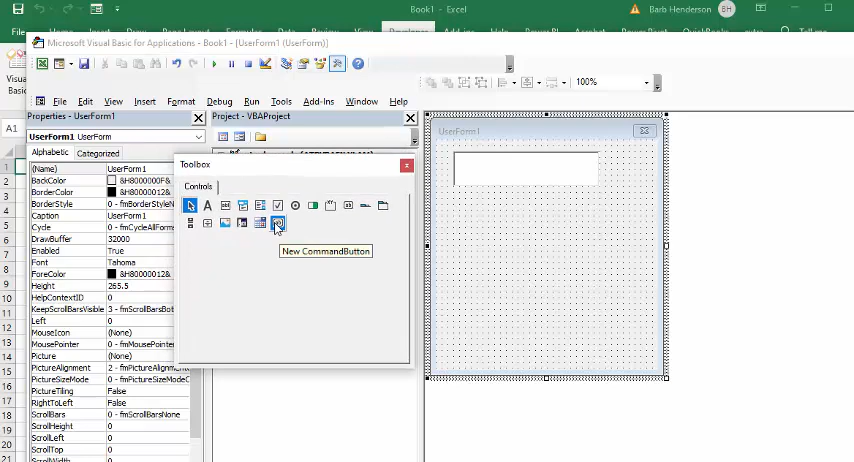 Book1 - Excel
Barb Henderson
BH
File
Developer
Microsoft Visual Basic for Applications - Book1 - [UserForm1 (UserForm)]
100%
File Edit View Insert Format Debug Run Tools Add-Ins Window Help
Visual
Basic
Properties - UserForm1
Project - VBAProject
A1
UserForm1 UserForm
UserForm1
Alphabetic Categorized
Toolbox
Controls
(Name) UserForm1
BackColor &H8000000F&
BorderColor &H80000012&
BorderStyle 0 - fmBorderStyleN
Caption UserForm1
Cycle 0 - fmCycleAllForms
DrawBuffer 32000
Enabled True
Font Tahoma
ForeColor &H80000012&
Height 265.5
HelpContextID 0
KeepScrollBarsVisible 3 - fmScrollBarsBot
Left 0
MouseIcon (None)
MousePointer 0 - fmMousePointer
Picture (None)
PictureAlignment 2 - fmPictureAlignm
PictureSizeMode 0 - fmPictureSizeMod
PictureTiling False
RightToLeft False
ScrollBars 0 - fmScrollBarsNone
ScrollHeight 0
ScrollLeft 0
ScrollTop 0
New CommandButton
1
2
3
4
5
6
7
8
9
10
11
12
13
14
15
16
17
18
19
20
21